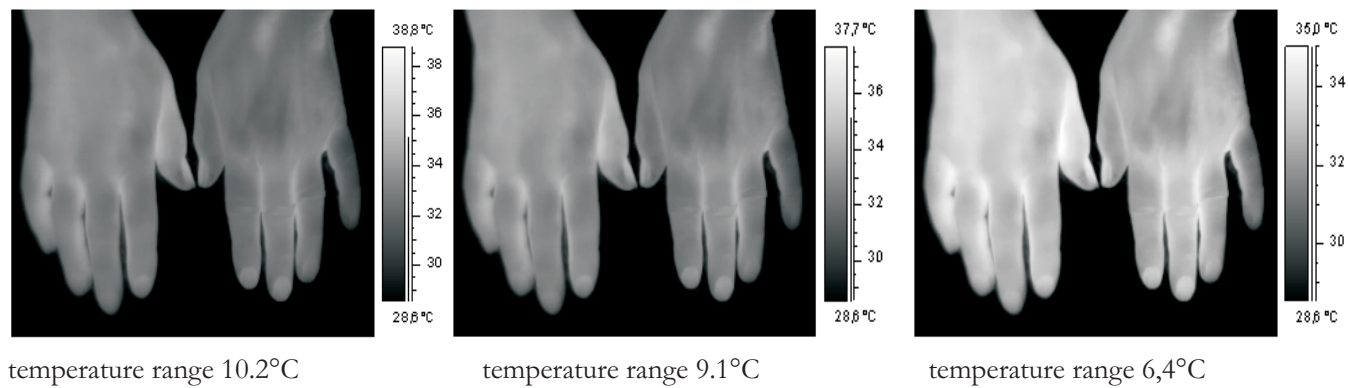 38,8 °C
38
36
34
32
30
28,6 °C
temperature range 10.2°C
37,7 °C
36
34
32
30
28,6 °C
temperature range 9.1°C
35,0 °C
34
32
30
28,6 °C
temperature range 6,4°C